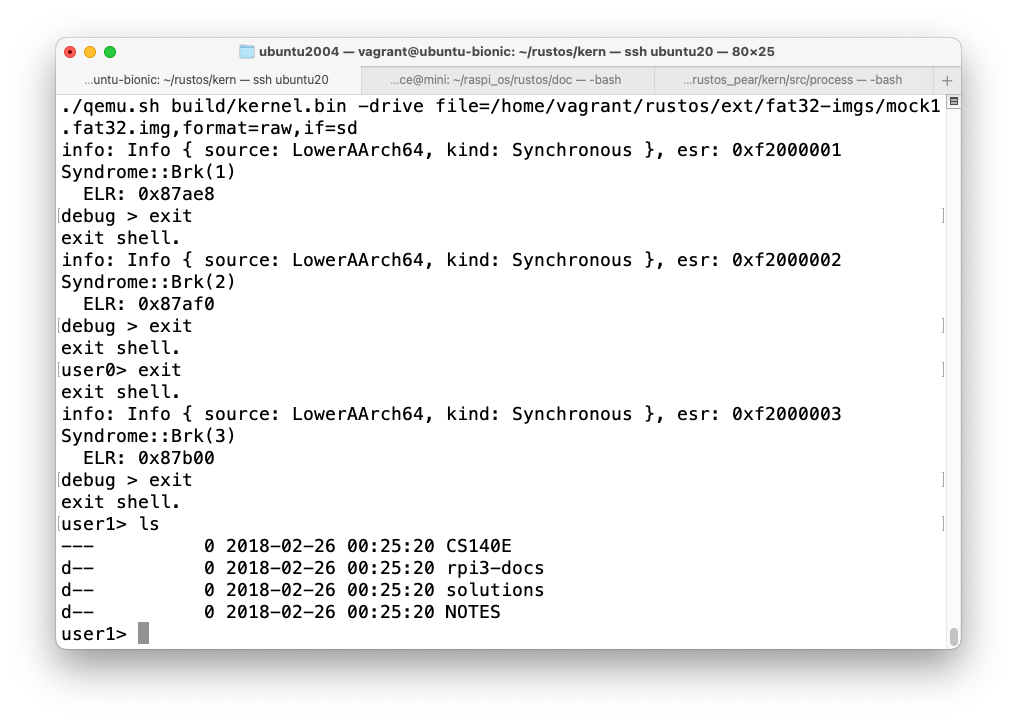 ubuntu2004 — vagrant@ubuntu-bionic: ~/rustos/kern — ssh ubuntu20 — 80×25
...untu-bionic: ~/rustos/kern — ssh ubuntu20 ...ce@mini: ~/raspi_os/rustos/doc — -bash ...rustos_pear/kern/src/process — -bash +
./qemu.sh build/kernel.bin -drive file=/home/vagrant/rustos/ext/fat32-imgs/mock1
.fat32.img,format=raw,if=sd
info: Info { source: LowerAArch64, kind: Synchronous }, esr: 0xf2000001
Syndrome::Brk(1)
  ELR: 0x87ae8
[debug > exit ]
exit shell.
info: Info { source: LowerAArch64, kind: Synchronous }, esr: 0xf2000002
Syndrome::Brk(2)
  ELR: 0x87af0
[debug > exit ]
exit shell.
[user0> exit ]
exit shell.
info: Info { source: LowerAArch64, kind: Synchronous }, esr: 0xf2000003
Syndrome::Brk(3)
  ELR: 0x87b00
[debug > exit ]
exit shell.
[user1> ls ]
---          0 2018-02-26 00:25:20 CS140E
d--          0 2018-02-26 00:25:20 rpi3-docs
d--          0 2018-02-26 00:25:20 solutions
d--          0 2018-02-26 00:25:20 NOTES
user1>